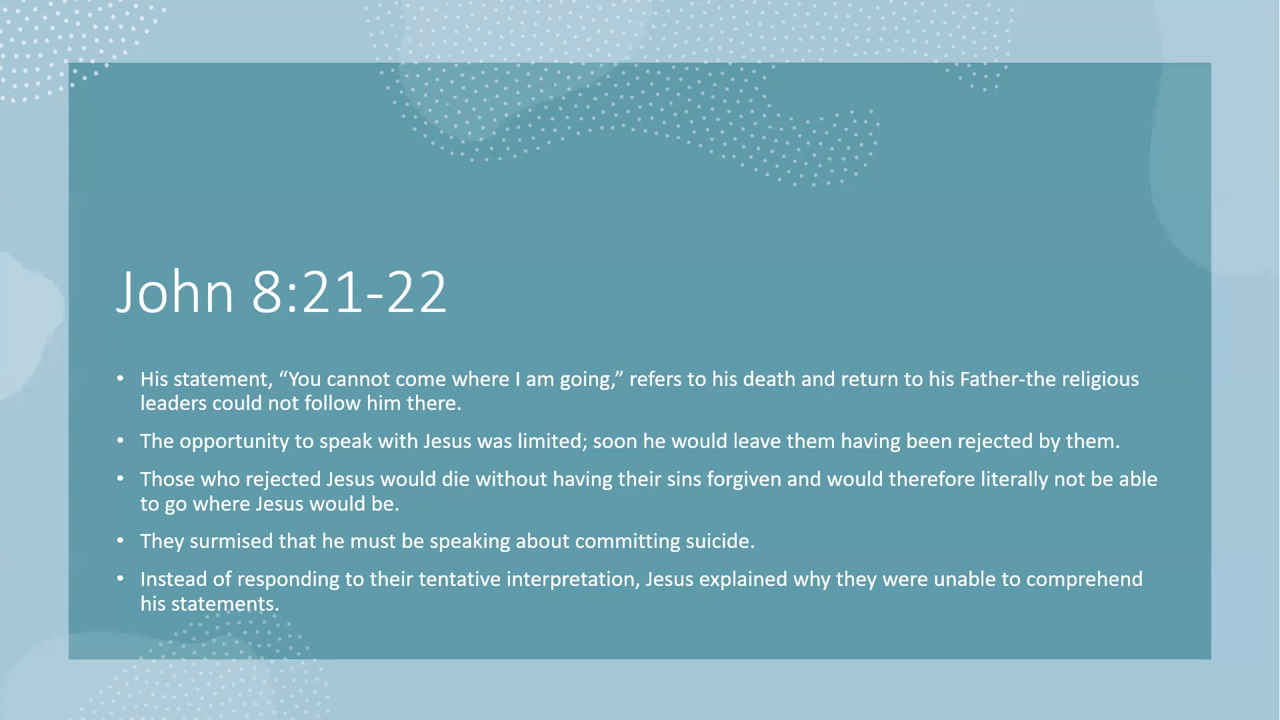 John 8:21-22
• His statement, “You cannot come where I am going,” refers to his death and return to his Father-the religious
leaders could not follow him there.
• The opportunity to speak with Jesus was limited; soon he would leave them having been rejected by them.
• Those who rejected Jesus would die without having their sins forgiven and would therefore literally not be able
to go where Jesus would be.
• They surmised that he must be speaking about committing suicide.
• Instead of responding to their tentative interpretation, Jesus explained why they were unable to comprehend
his statements.